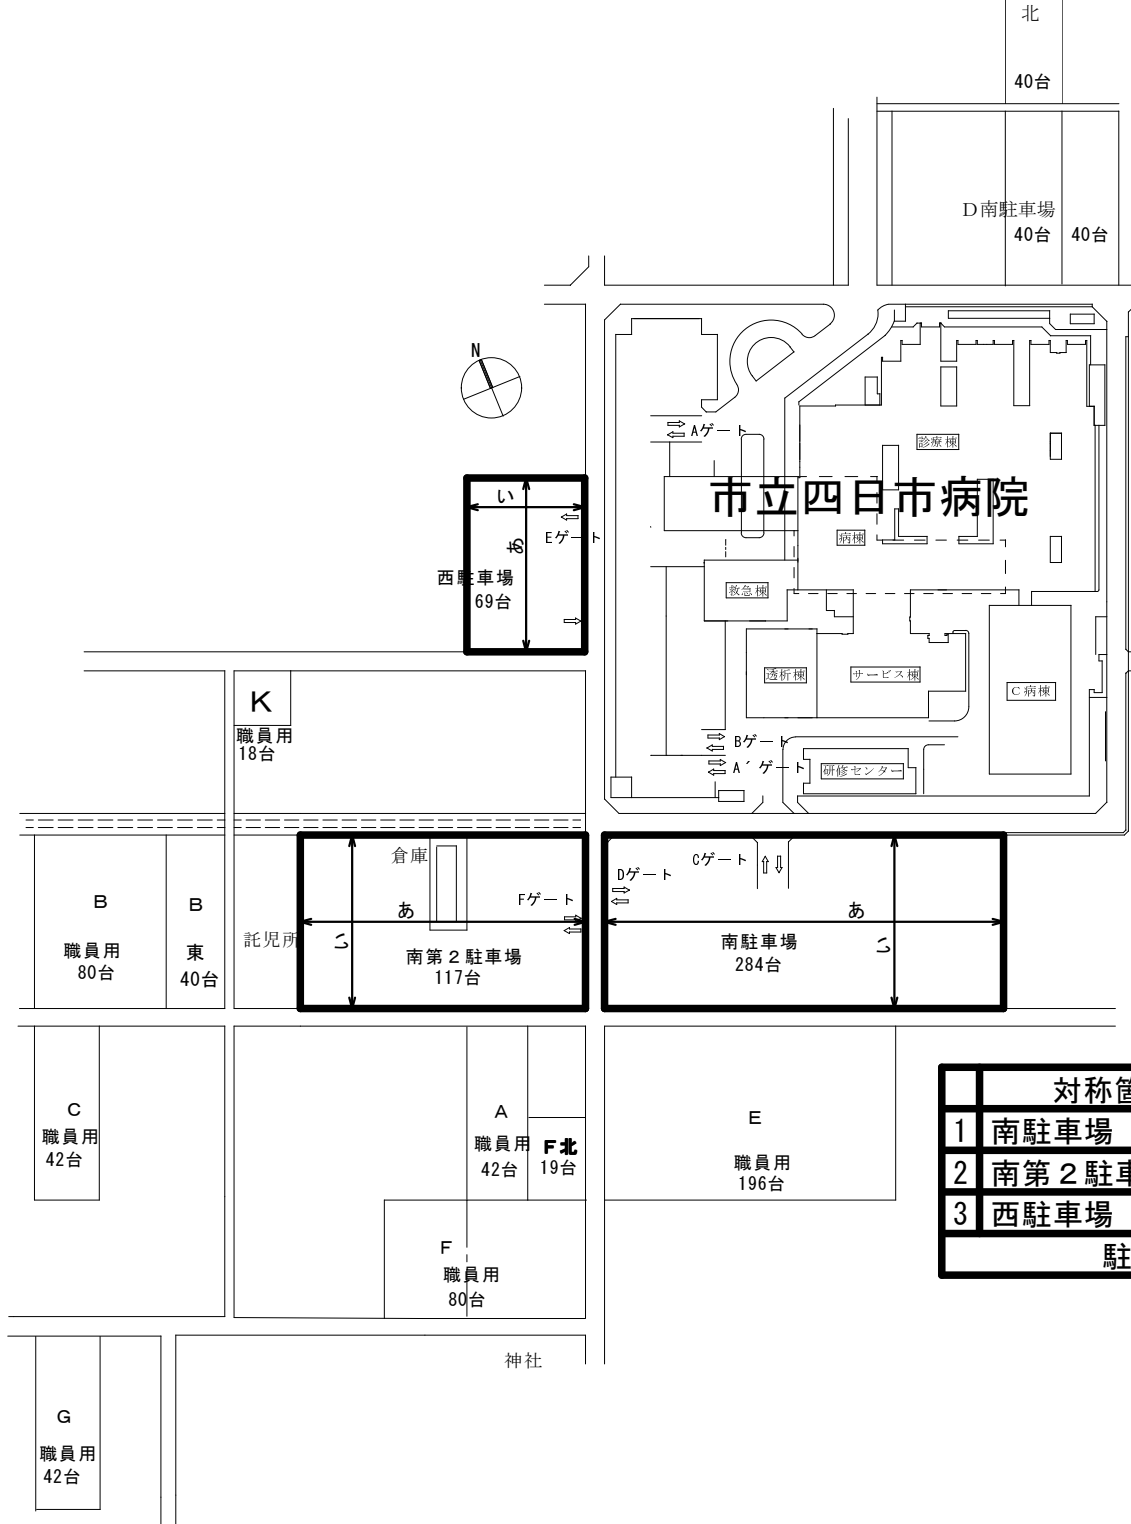 北
40台
D南駐車場
40台 40台
N
Aゲート
診療棟
市立四日市病院
い
Eゲート
あ
病棟
西駐車場
69台
救急棟
透析棟
サービス棟
C病棟
K
職員用
18台
Bゲート
A´ゲート
研修センター
倉庫
Cゲート
Dゲート
Fゲート
B
職員用
80台
B
東
40台
託児所
あ
い
南第2駐車場
117台
あ
い
南駐車場
284台
C
職員用
42台
A
職員用
42台
F北
19台
E
職員用
196台
F
職員用
80台
対称箇
1 南駐車場
2 南第2駐車
3 西駐車場
駐
神社
G
職員用
42台